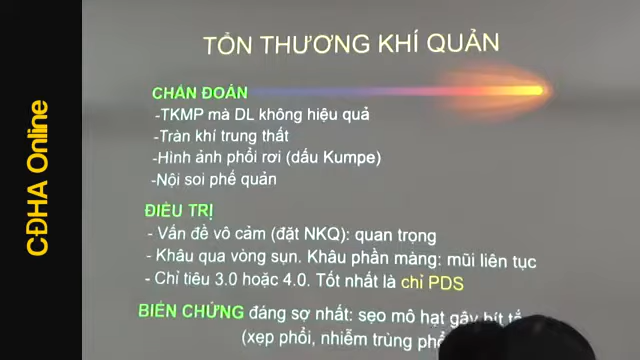 CĐHA Online
TỔN THƯƠNG KHÍ QUẢN
CHẨN ĐOÁN
-TKMP mà DL không hiệu quả
-Tràn khí trung thất
-Hình ảnh phổi rơi (dấu Kumpe)
-Nội soi phế quản
ĐIỀU TRỊ
- Vấn đề vô cảm (đặt NKQ): quan trọng
- Khâu qua vòng sụn. Khâu phần màng: mũi liên tục
- Chỉ tiêu 3.0 hoặc 4.0. Tốt nhất là chỉ PDS
BIẾN CHỨNG đáng sợ nhất: sẹo mô hạt gây bít
(xẹp phổi, nhiễm trùng